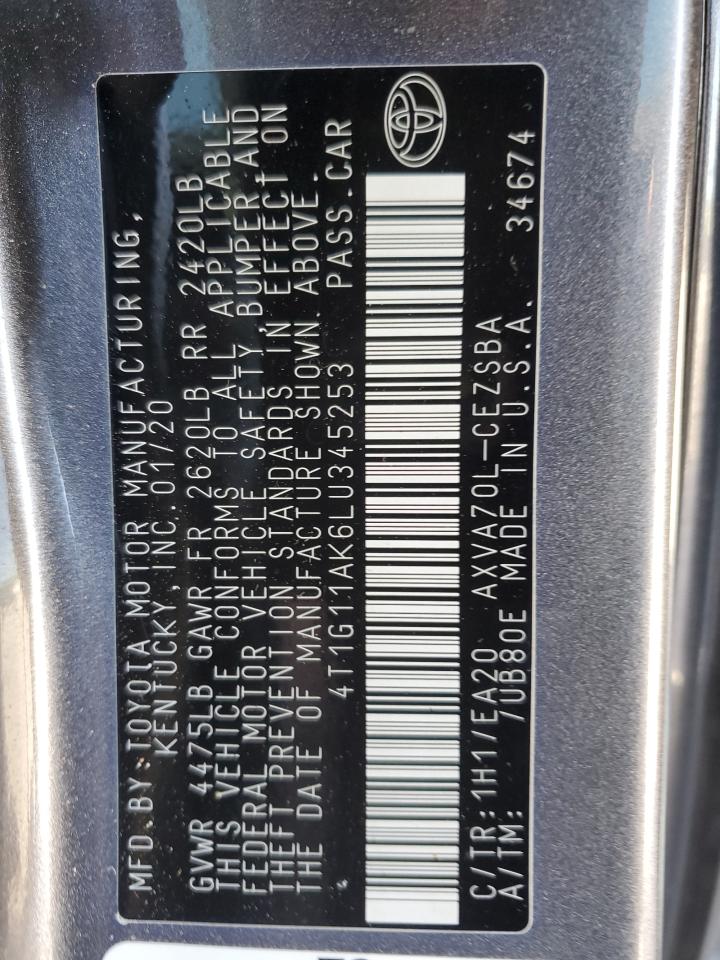 MFD.BY TOYOTA MOTOR MANUFACTURING,
KENTUCKY,INC.01/20
GVWR 4475LB GAWR FR 2620LB RR 2420LB
THIS VEHICLE CONFORMS TO ALL APPLICABLE
FEDERAL MOTOR VEHICLE SAFETY BUMPER AND
THEFT PREVENTION STANDARDS IN EFFECT ON
THE DATE OF MANUFACTURE SHOWN ABOVE.
4T1G11AK6LU345253 PASS.CAR
C/TR:1H1/EA20 AXVA70L-CEZSBA
A/TM: /UB80E MADE IN U.S.A. 34674